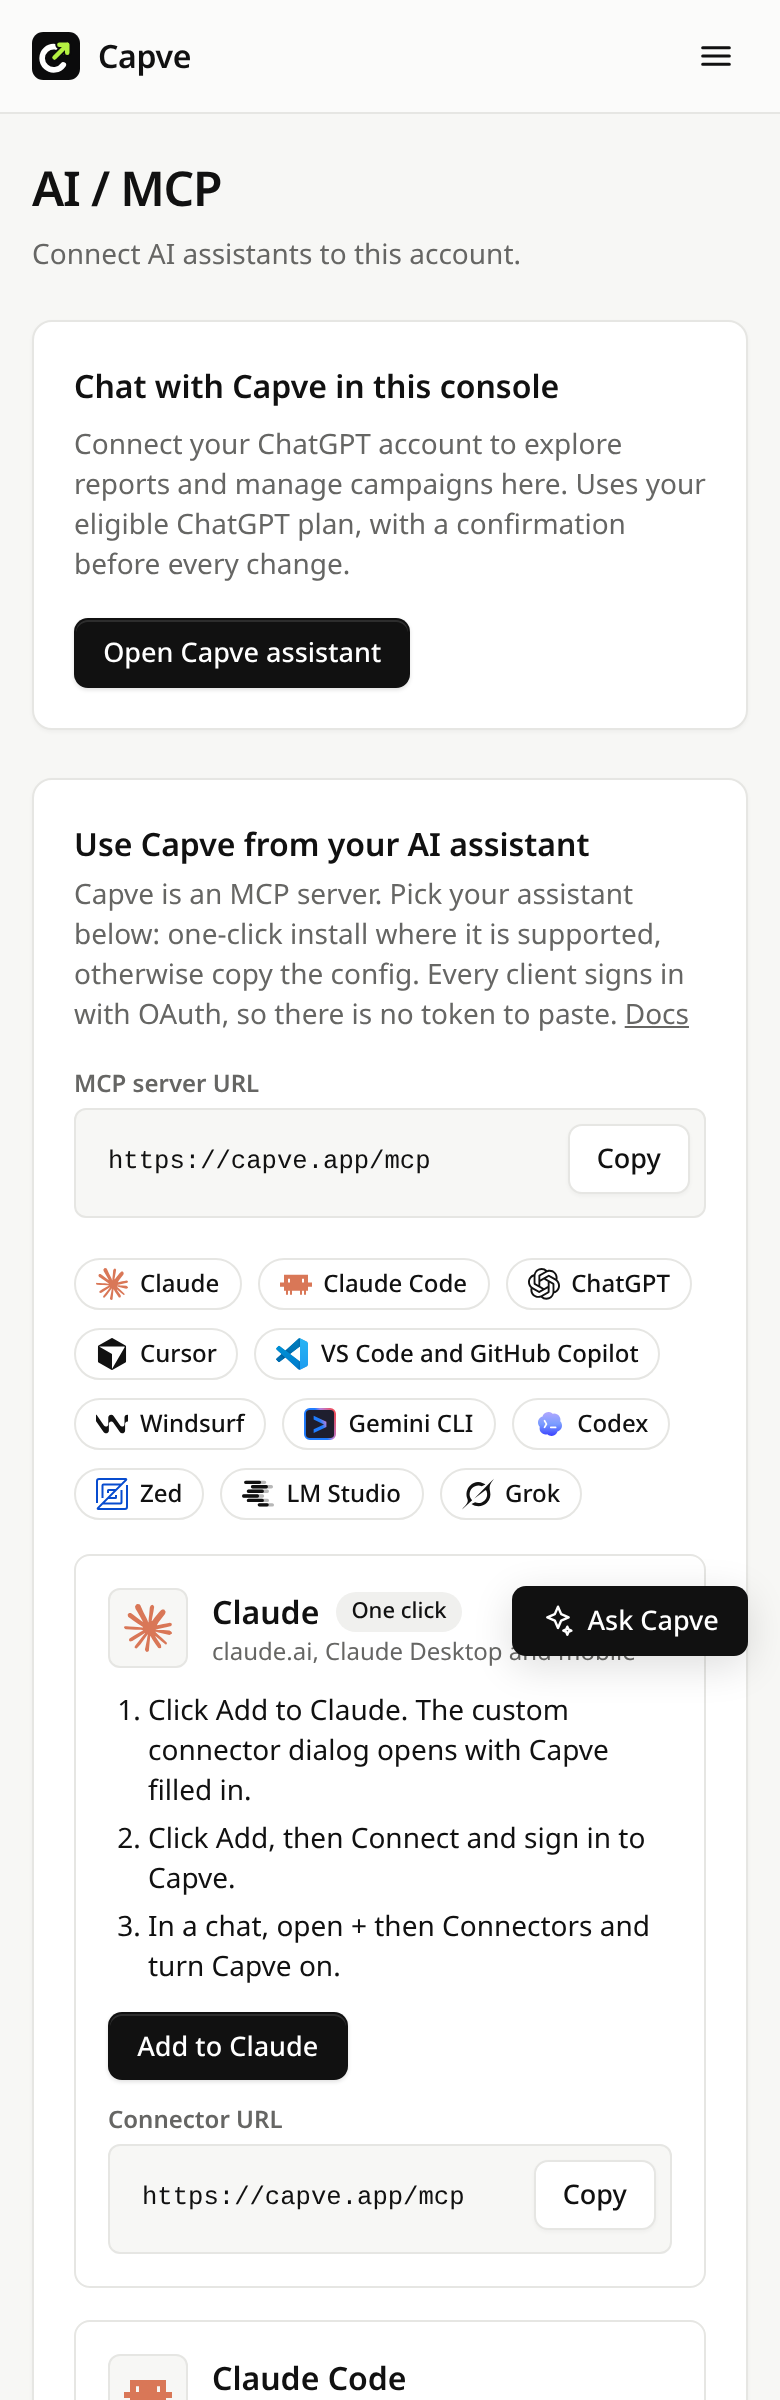 Capve
AI / MCP
Connect AI assistants to this account.
Chat with Capve in this console
Connect your ChatGPT account to explore
reports and manage campaigns here. Uses your
eligible ChatGPT plan, with a confirmation
before every change.
Open Capve assistant
Use Capve from your AI assistant
Capve is an MCP server. Pick your assistant
below: one-click install where it is supported,
otherwise copy the config. Every client signs in
with OAuth, so there is no token to paste. Docs
MCP server URL
https://capve.app/mcp
Copy
Claude
Claude Code
ChatGPT
Cursor
VS Code and GitHub Copilot
Windsurf
Gemini CLI
Codex
Zed
LM Studio
Grok
Claude
One click
Ask Capve
claude.ai, Claude Desktop and mobile
1. Click Add to Claude. The custom
connector dialog opens with Capve
filled in.
2. Click Add, then Connect and sign in to
Capve.
3. In a chat, open + then Connectors and
turn Capve on.
Add to Claude
Connector URL
https://capve.app/mcp
Copy
Claude Code